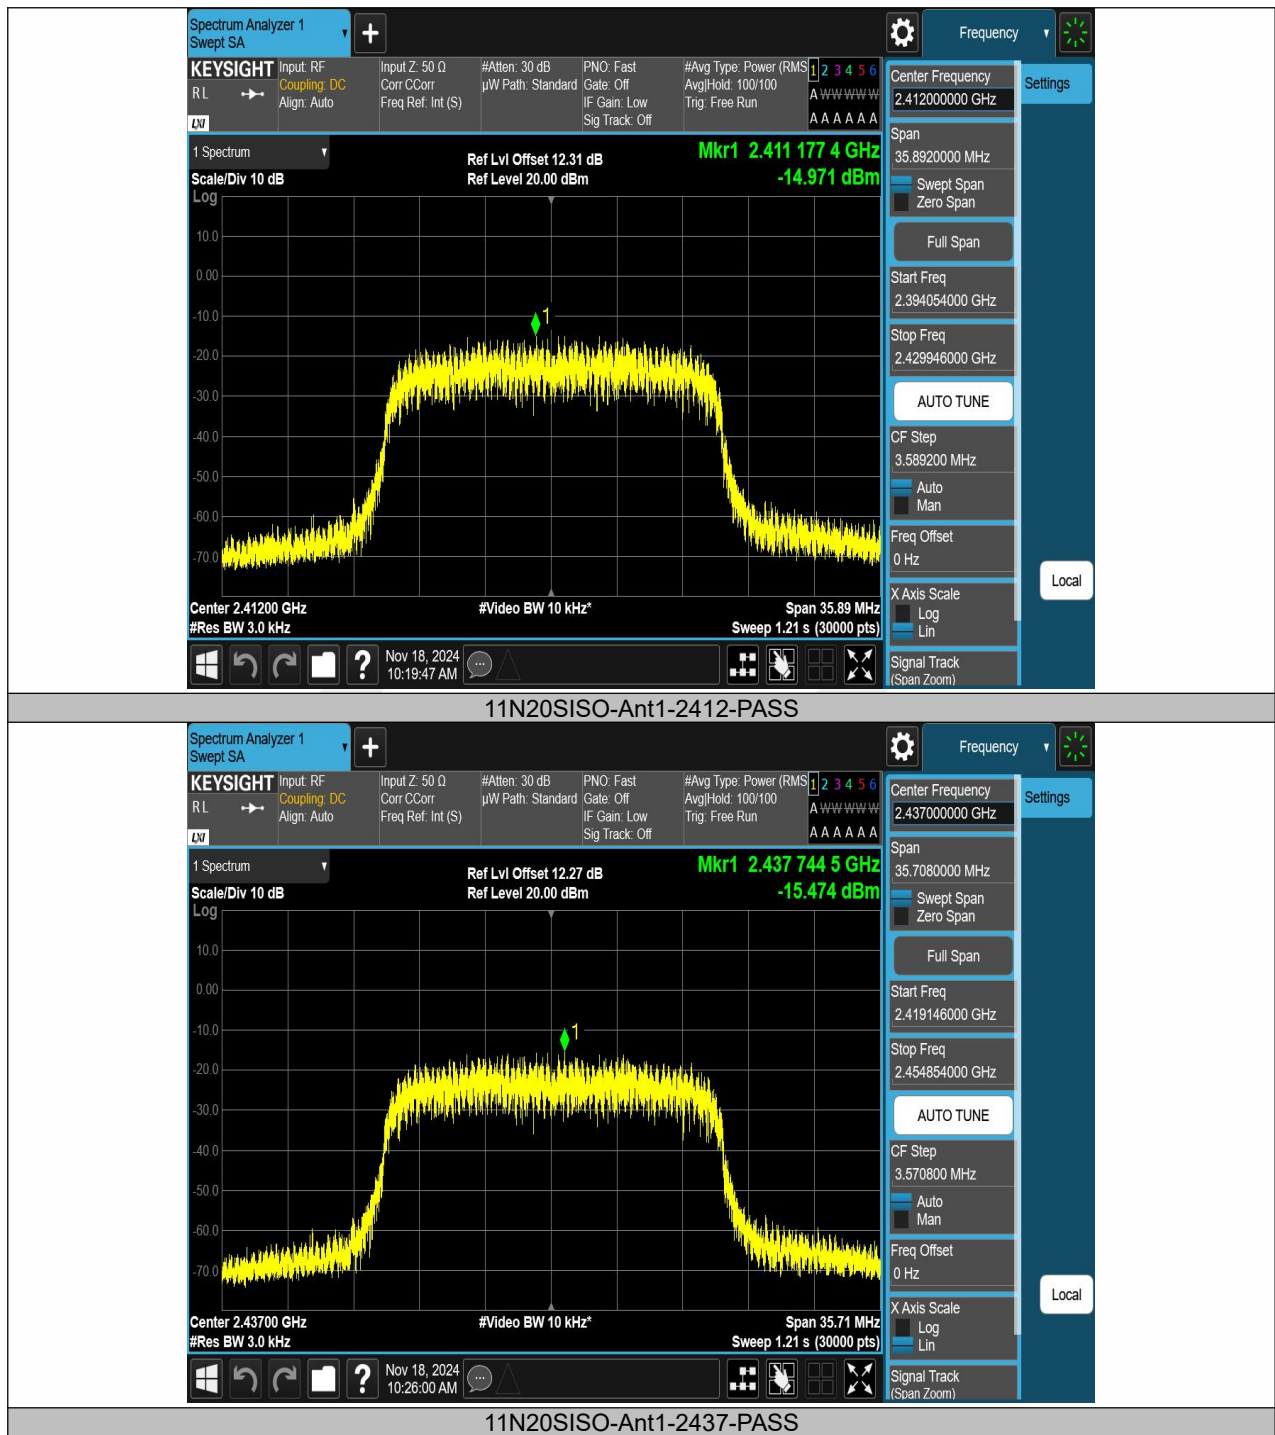 Spectrum Analyzer 1
Swept SA
+
Frequency
KEYSIGHT
RL
LXI
Input: RF
Coupling: DC
Align: Auto
Input Z: 50 Ω
Corr CCorr
Freq Ref: Int (S)
#Atten: 30 dB
µW Path: Standard
PNO: Fast
Gate: Off
IF Gain: Low
Sig Track: Off
#Avg Type: Power (RMS
Avg|Hold: 100/100
Trig: Free Run
1 2 3 4 5 6
A W W W W W
A A A A A A
Center Frequency
2.412000000 GHz
Settings
Span
35.8920000 MHz
Swept Span
Zero Span
Full Span
Start Freq
2.394054000 GHz
Stop Freq
2.429946000 GHz
AUTO TUNE
CF Step
3.589200 MHz
Auto
Man
Freq Offset
0 Hz
X Axis Scale
Log
Lin
Signal Track
(Span Zoom)
Local
1 Spectrum
Scale/Div 10 dB
Ref Lvl Offset 12.31 dB
Ref Level 20.00 dBm
Mkr1 2.411 177 4 GHz
-14.971 dBm
Log
10.0
0.00
-10.0
-20.0
-30.0
-40.0
-50.0
-60.0
-70.0
1
Center 2.41200 GHz
#Res BW 3.0 kHz
#Video BW 10 kHz*
Span 35.89 MHz
Sweep 1.21 s (30000 pts)
?
Nov 18, 2024
10:19:47 AM
11N20SISO-Ant1-2412-PASS
Spectrum Analyzer 1
Swept SA
+
Frequency
KEYSIGHT
RL
LXI
Input: RF
Coupling: DC
Align: Auto
Input Z: 50 Ω
Corr CCorr
Freq Ref: Int (S)
#Atten: 30 dB
µW Path: Standard
PNO: Fast
Gate: Off
IF Gain: Low
Sig Track: Off
#Avg Type: Power (RMS
Avg|Hold: 100/100
Trig: Free Run
1 2 3 4 5 6
A W W W W W
A A A A A A
Center Frequency
2.437000000 GHz
Settings
Span
35.7080000 MHz
Swept Span
Zero Span
Full Span
Start Freq
2.419146000 GHz
Stop Freq
2.454854000 GHz
AUTO TUNE
CF Step
3.570800 MHz
Auto
Man
Freq Offset
0 Hz
X Axis Scale
Log
Lin
Signal Track
(Span Zoom)
Local
1 Spectrum
Scale/Div 10 dB
Ref Lvl Offset 12.27 dB
Ref Level 20.00 dBm
Mkr1 2.437 744 5 GHz
-15.474 dBm
Log
10.0
0.00
-10.0
-20.0
-30.0
-40.0
-50.0
-60.0
-70.0
1
Center 2.43700 GHz
#Res BW 3.0 kHz
#Video BW 10 kHz*
Span 35.71 MHz
Sweep 1.21 s (30000 pts)
?
Nov 18, 2024
10:26:00 AM
11N20SISO-Ant1-2437-PASS